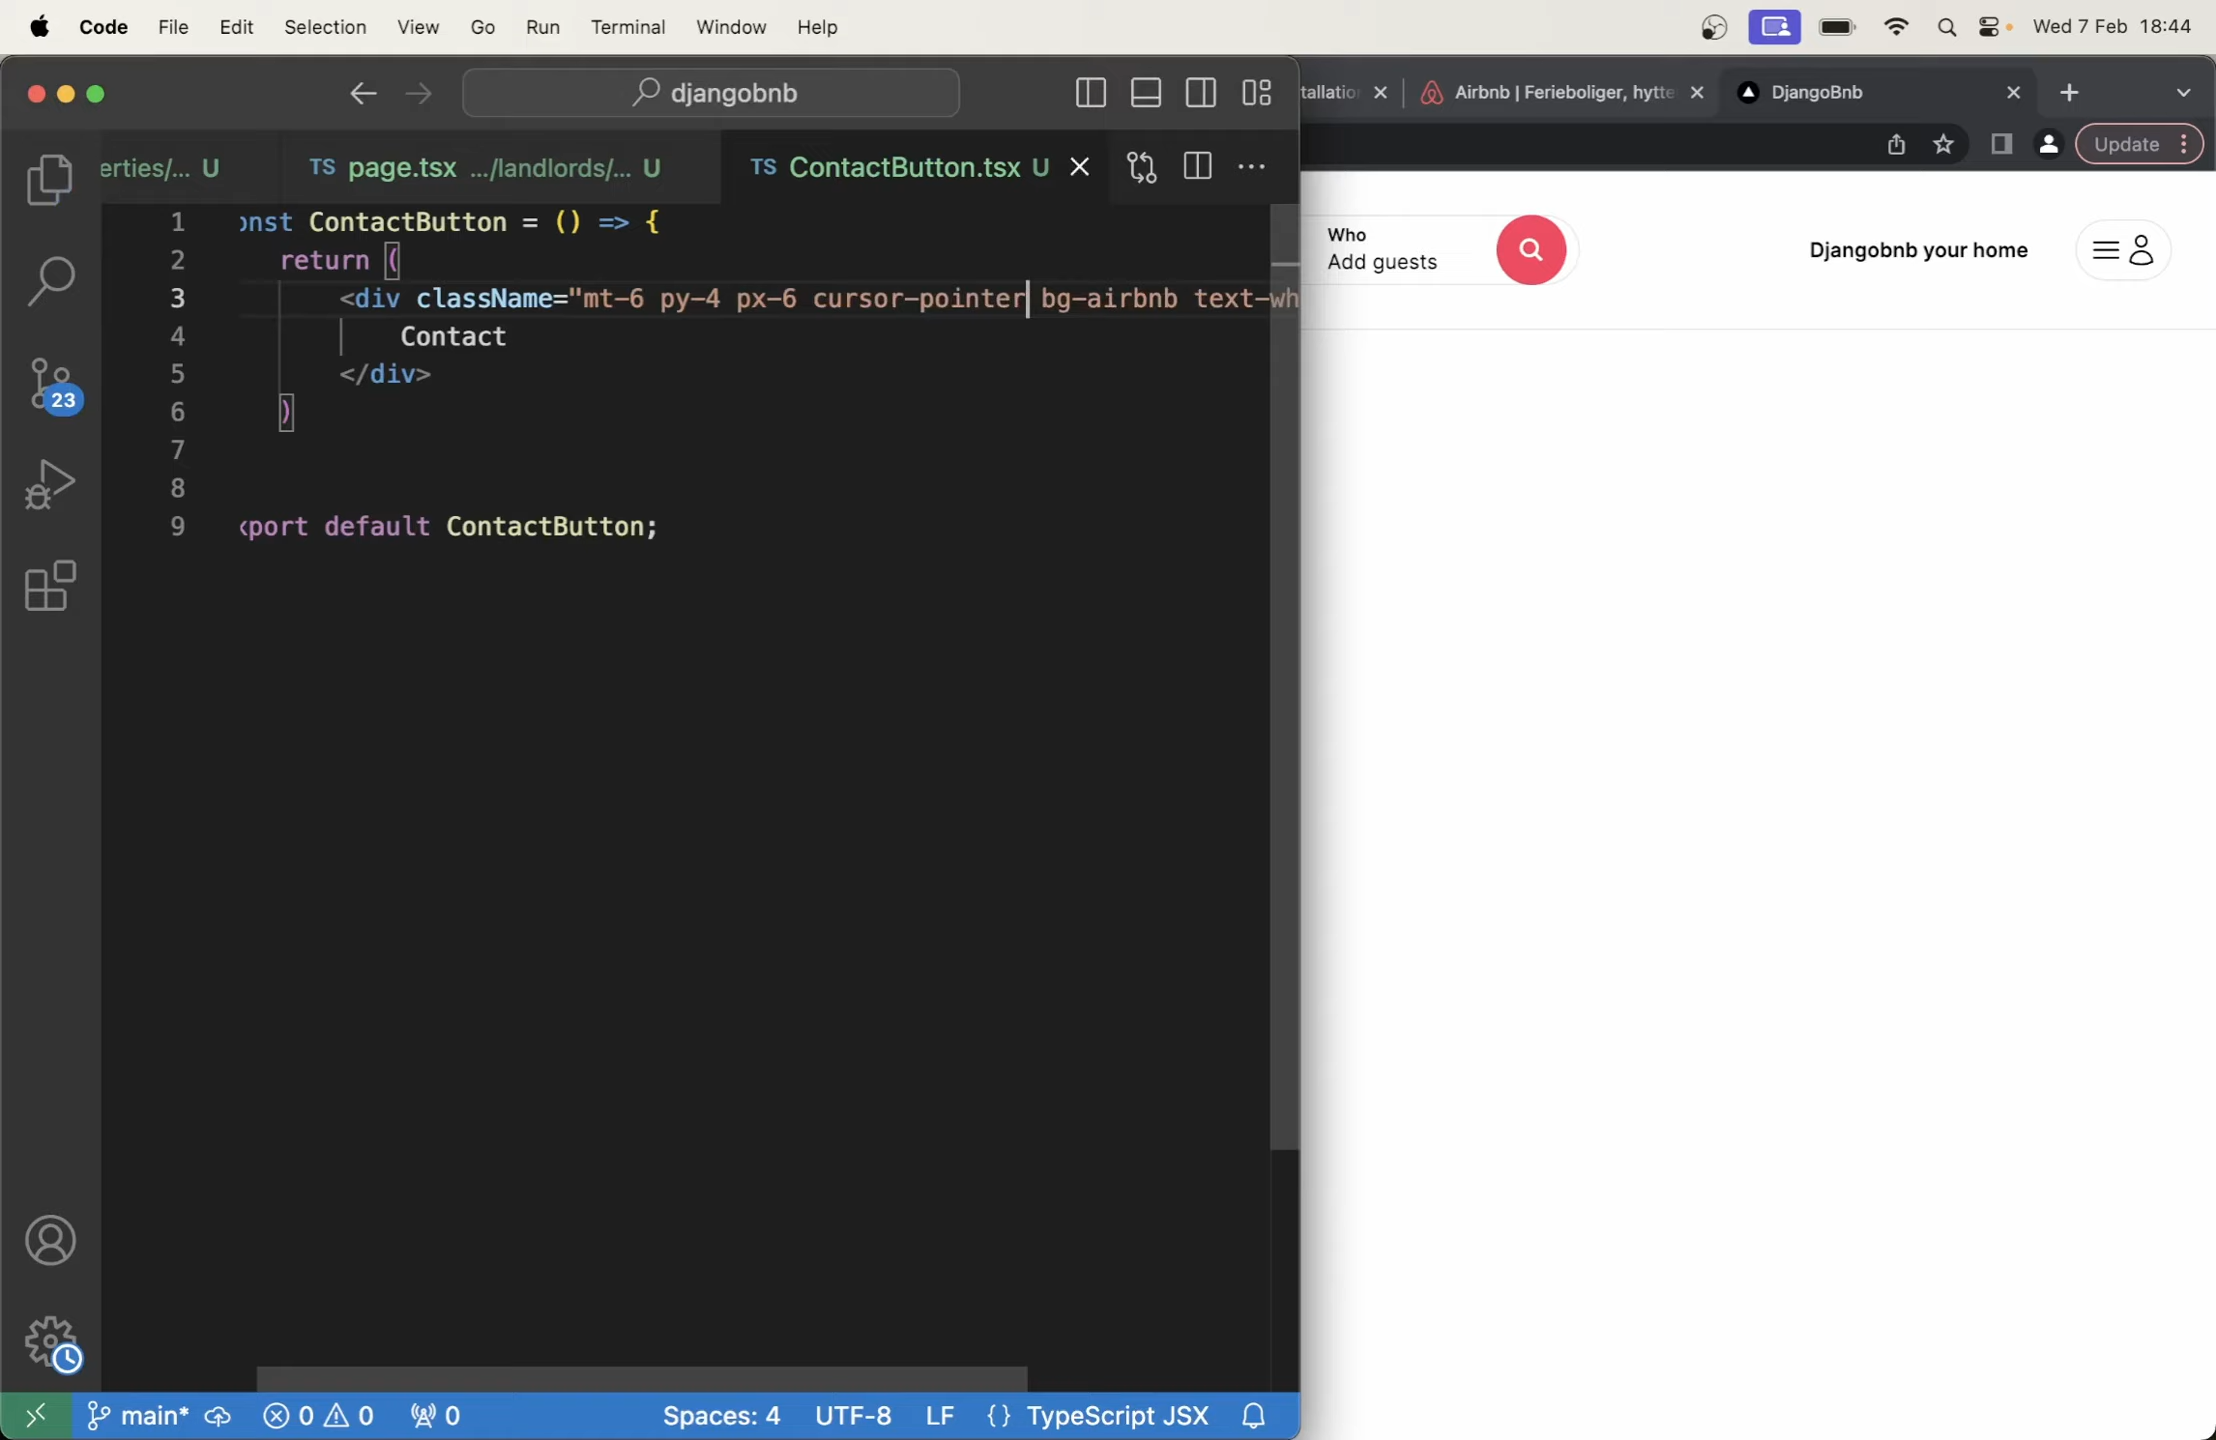 Code File Edit Selection View Go Run Terminal Window Help
Wed 7 Feb 18:44
djangobnb
Airbnb | Ferieboliger, hytte
DjangoBnb
Update
erties/... U
TS page.tsx .../landlords/... U
TS ContactButton.tsx U
1 onst ContactButton = () => {
2 return (
3 <div className="mt-6 py-4 px-6 cursor-pointer bg-airbnb text-wh
4 Contact
5 </div>
6 )
7
8
9 xport default ContactButton;
Who
Add guests
Djangobnb your home
23
main* 0 0 0
Spaces: 4 UTF-8 LF {} TypeScript JSX